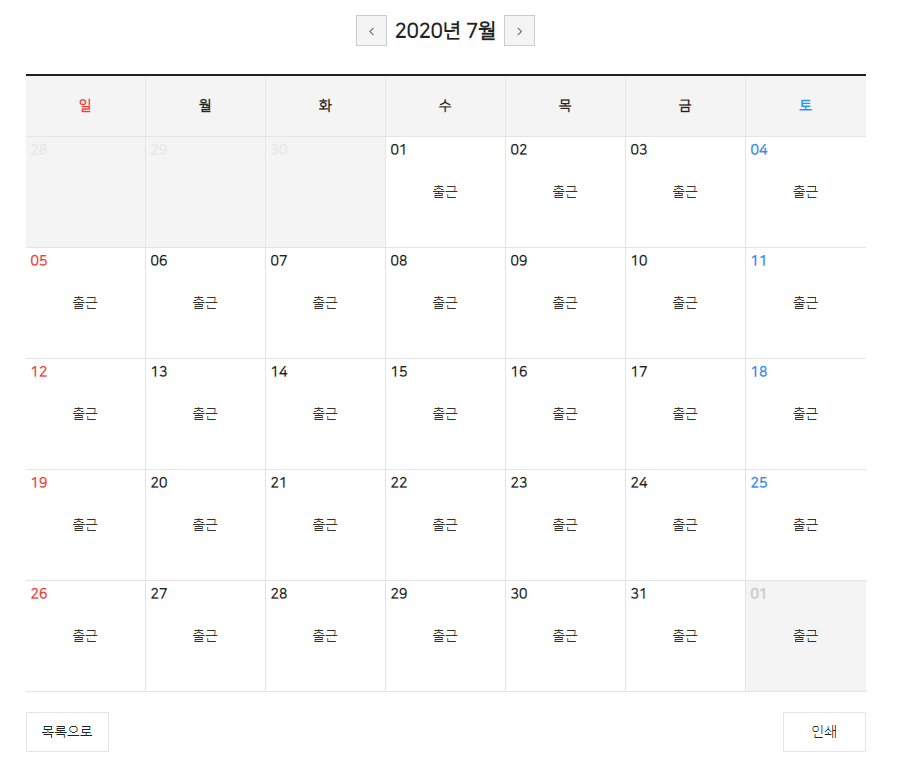 < 2020년 7월 >
일 월 화 수 목 금 토
28 29 30 01 02 03 04
출근 출근 출근 출근
05 06 07 08 09 10 11
출근 출근 출근 출근 출근 출근 출근
12 13 14 15 16 17 18
출근 출근 출근 출근 출근 출근 출근
19 20 21 22 23 24 25
출근 출근 출근 출근 출근 출근 출근
26 27 28 29 30 31 01
출근 출근 출근 출근 출근 출근 출근
목록으로 인쇄